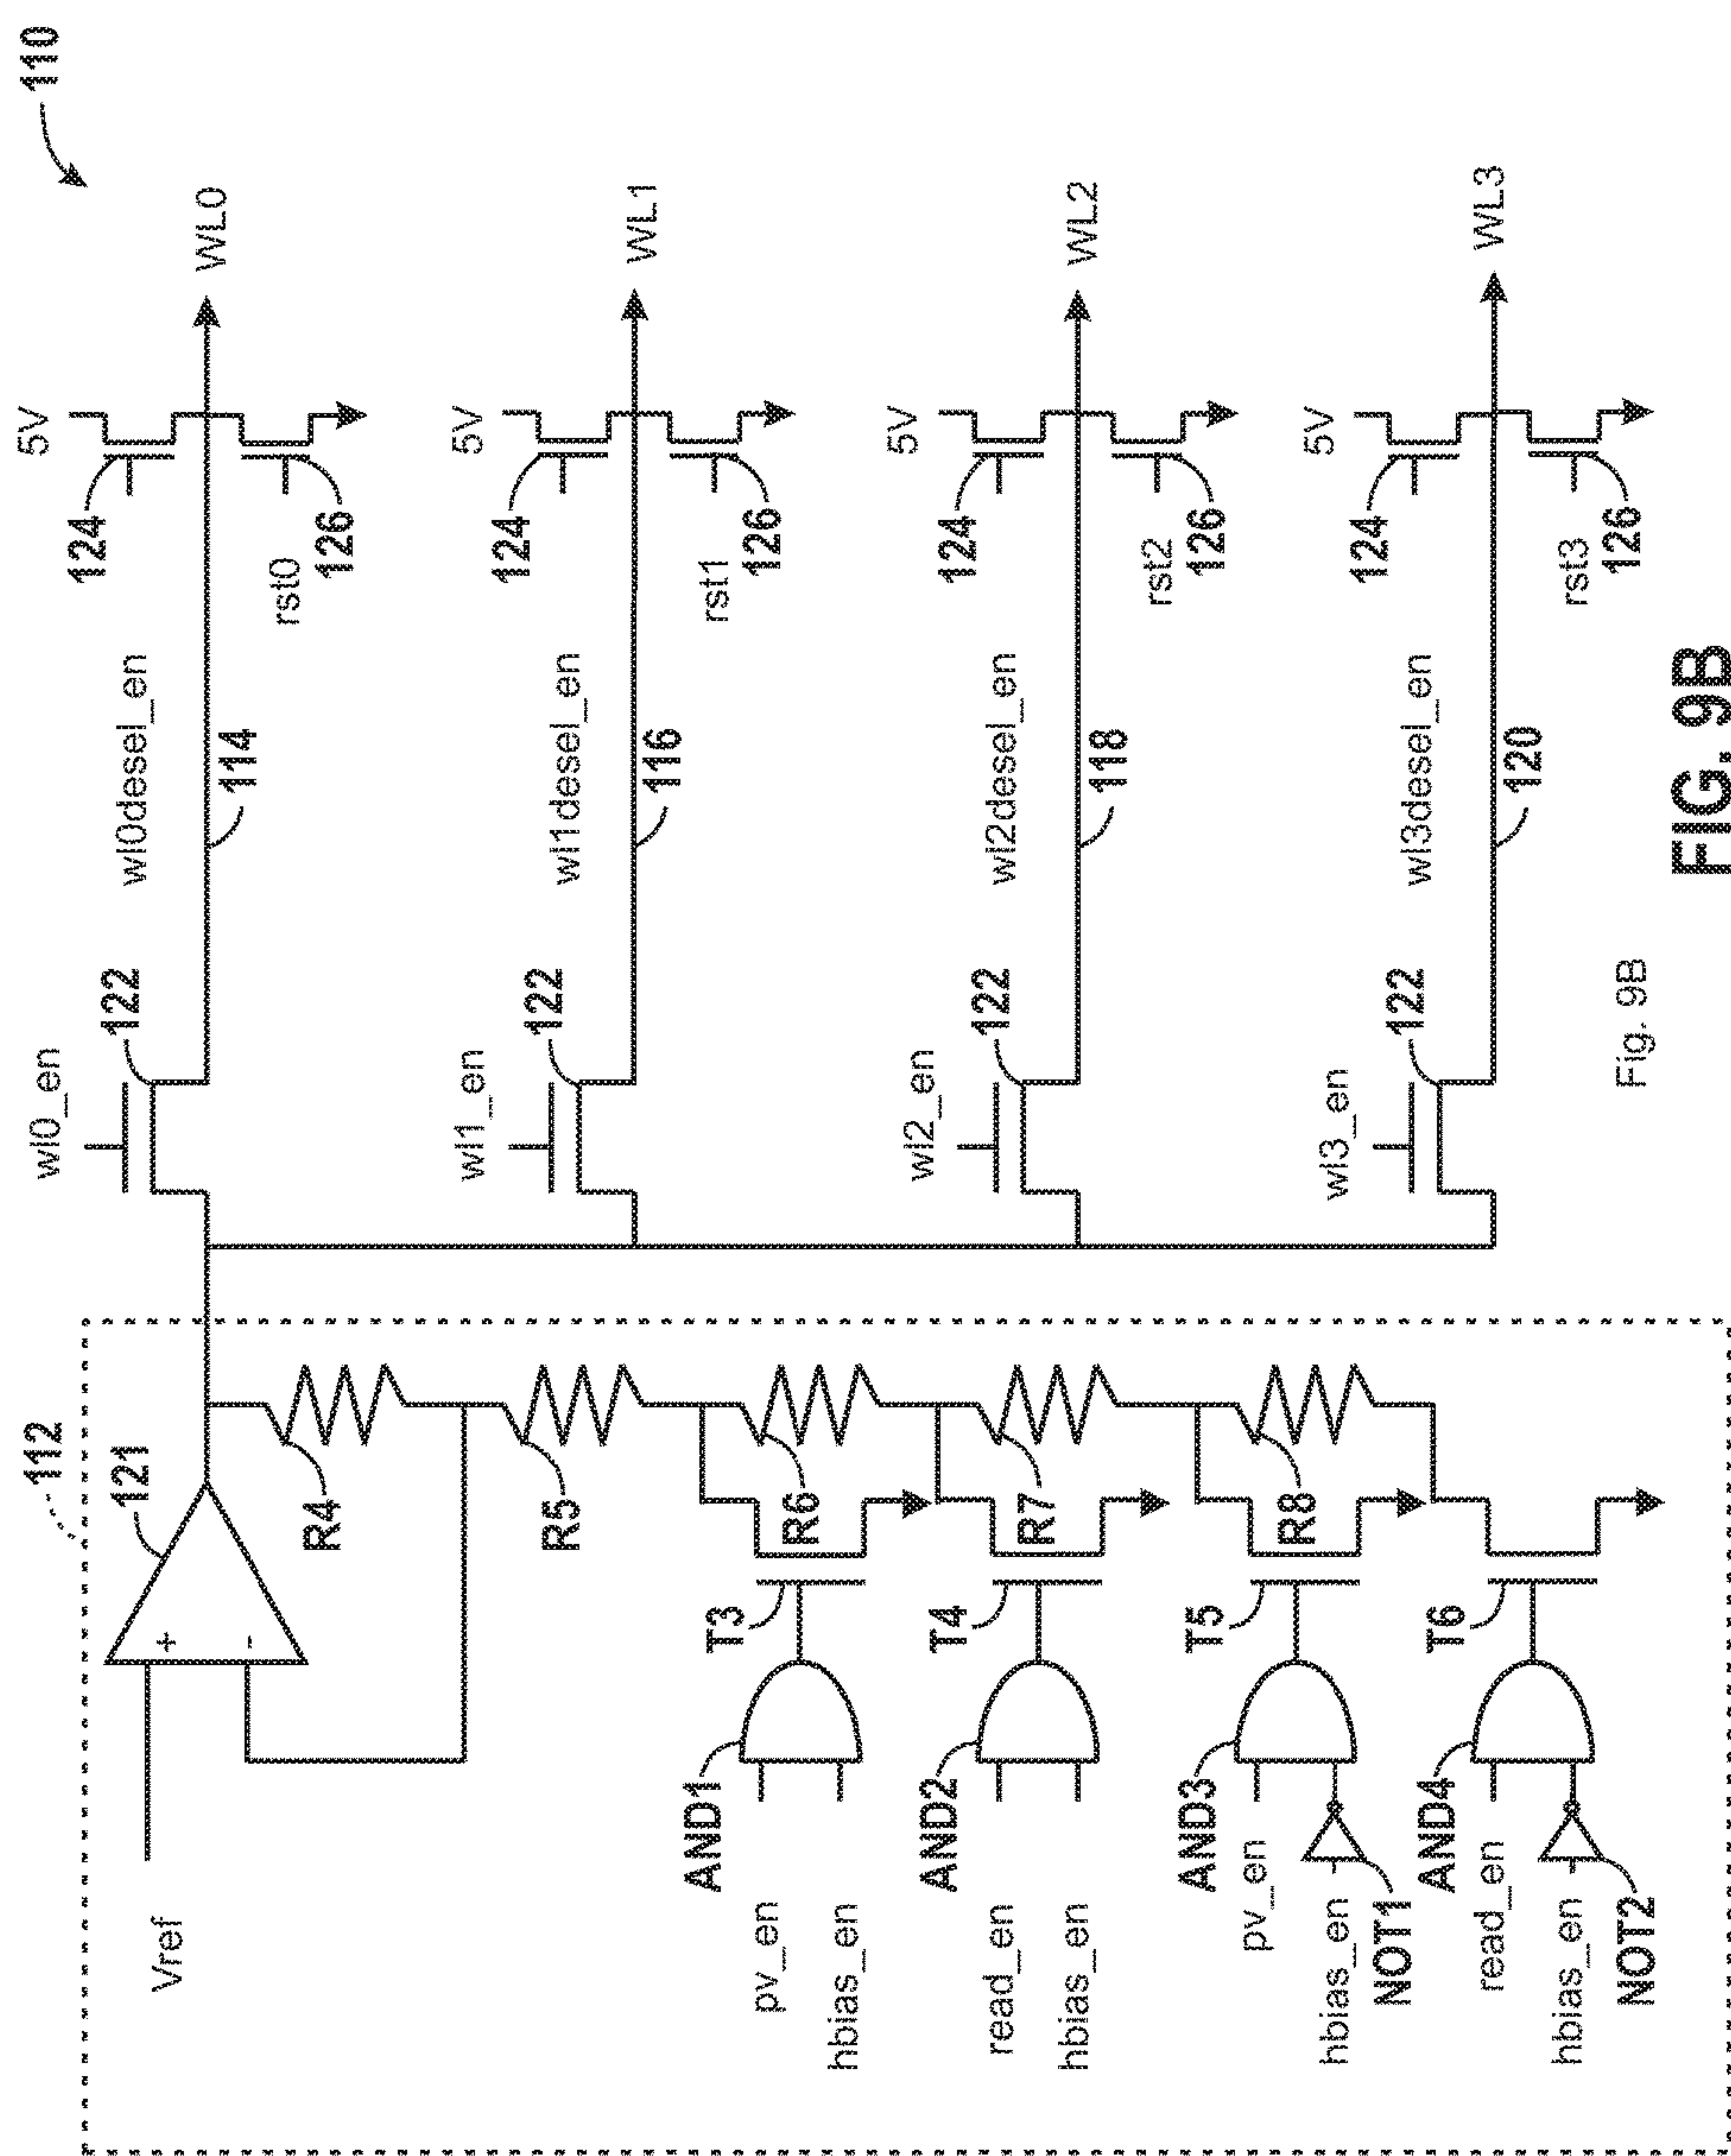 110
112
121
+
-
Vref
R4
R5
R6
R7
R8
T3
T4
T5
T6
AND1
pv_en
hbias_en
AND2
read_en
hbias_en
AND3
pv_en
hbias_en
NOT1
AND4
read_en
hbias_en
NOT2
wl0_en
122
wl0desel_en
114
124
5V
rst0
126
WL0
wl1_en
122
wl1desel_en
116
124
5V
rst1
126
WL1
wl2_en
122
wl2desel_en
118
124
5V
rst2
126
WL2
wl3_en
122
wl3desel_en
120
124
5V
rst3
126
WL3
Fig. 9B
FIG. 9B